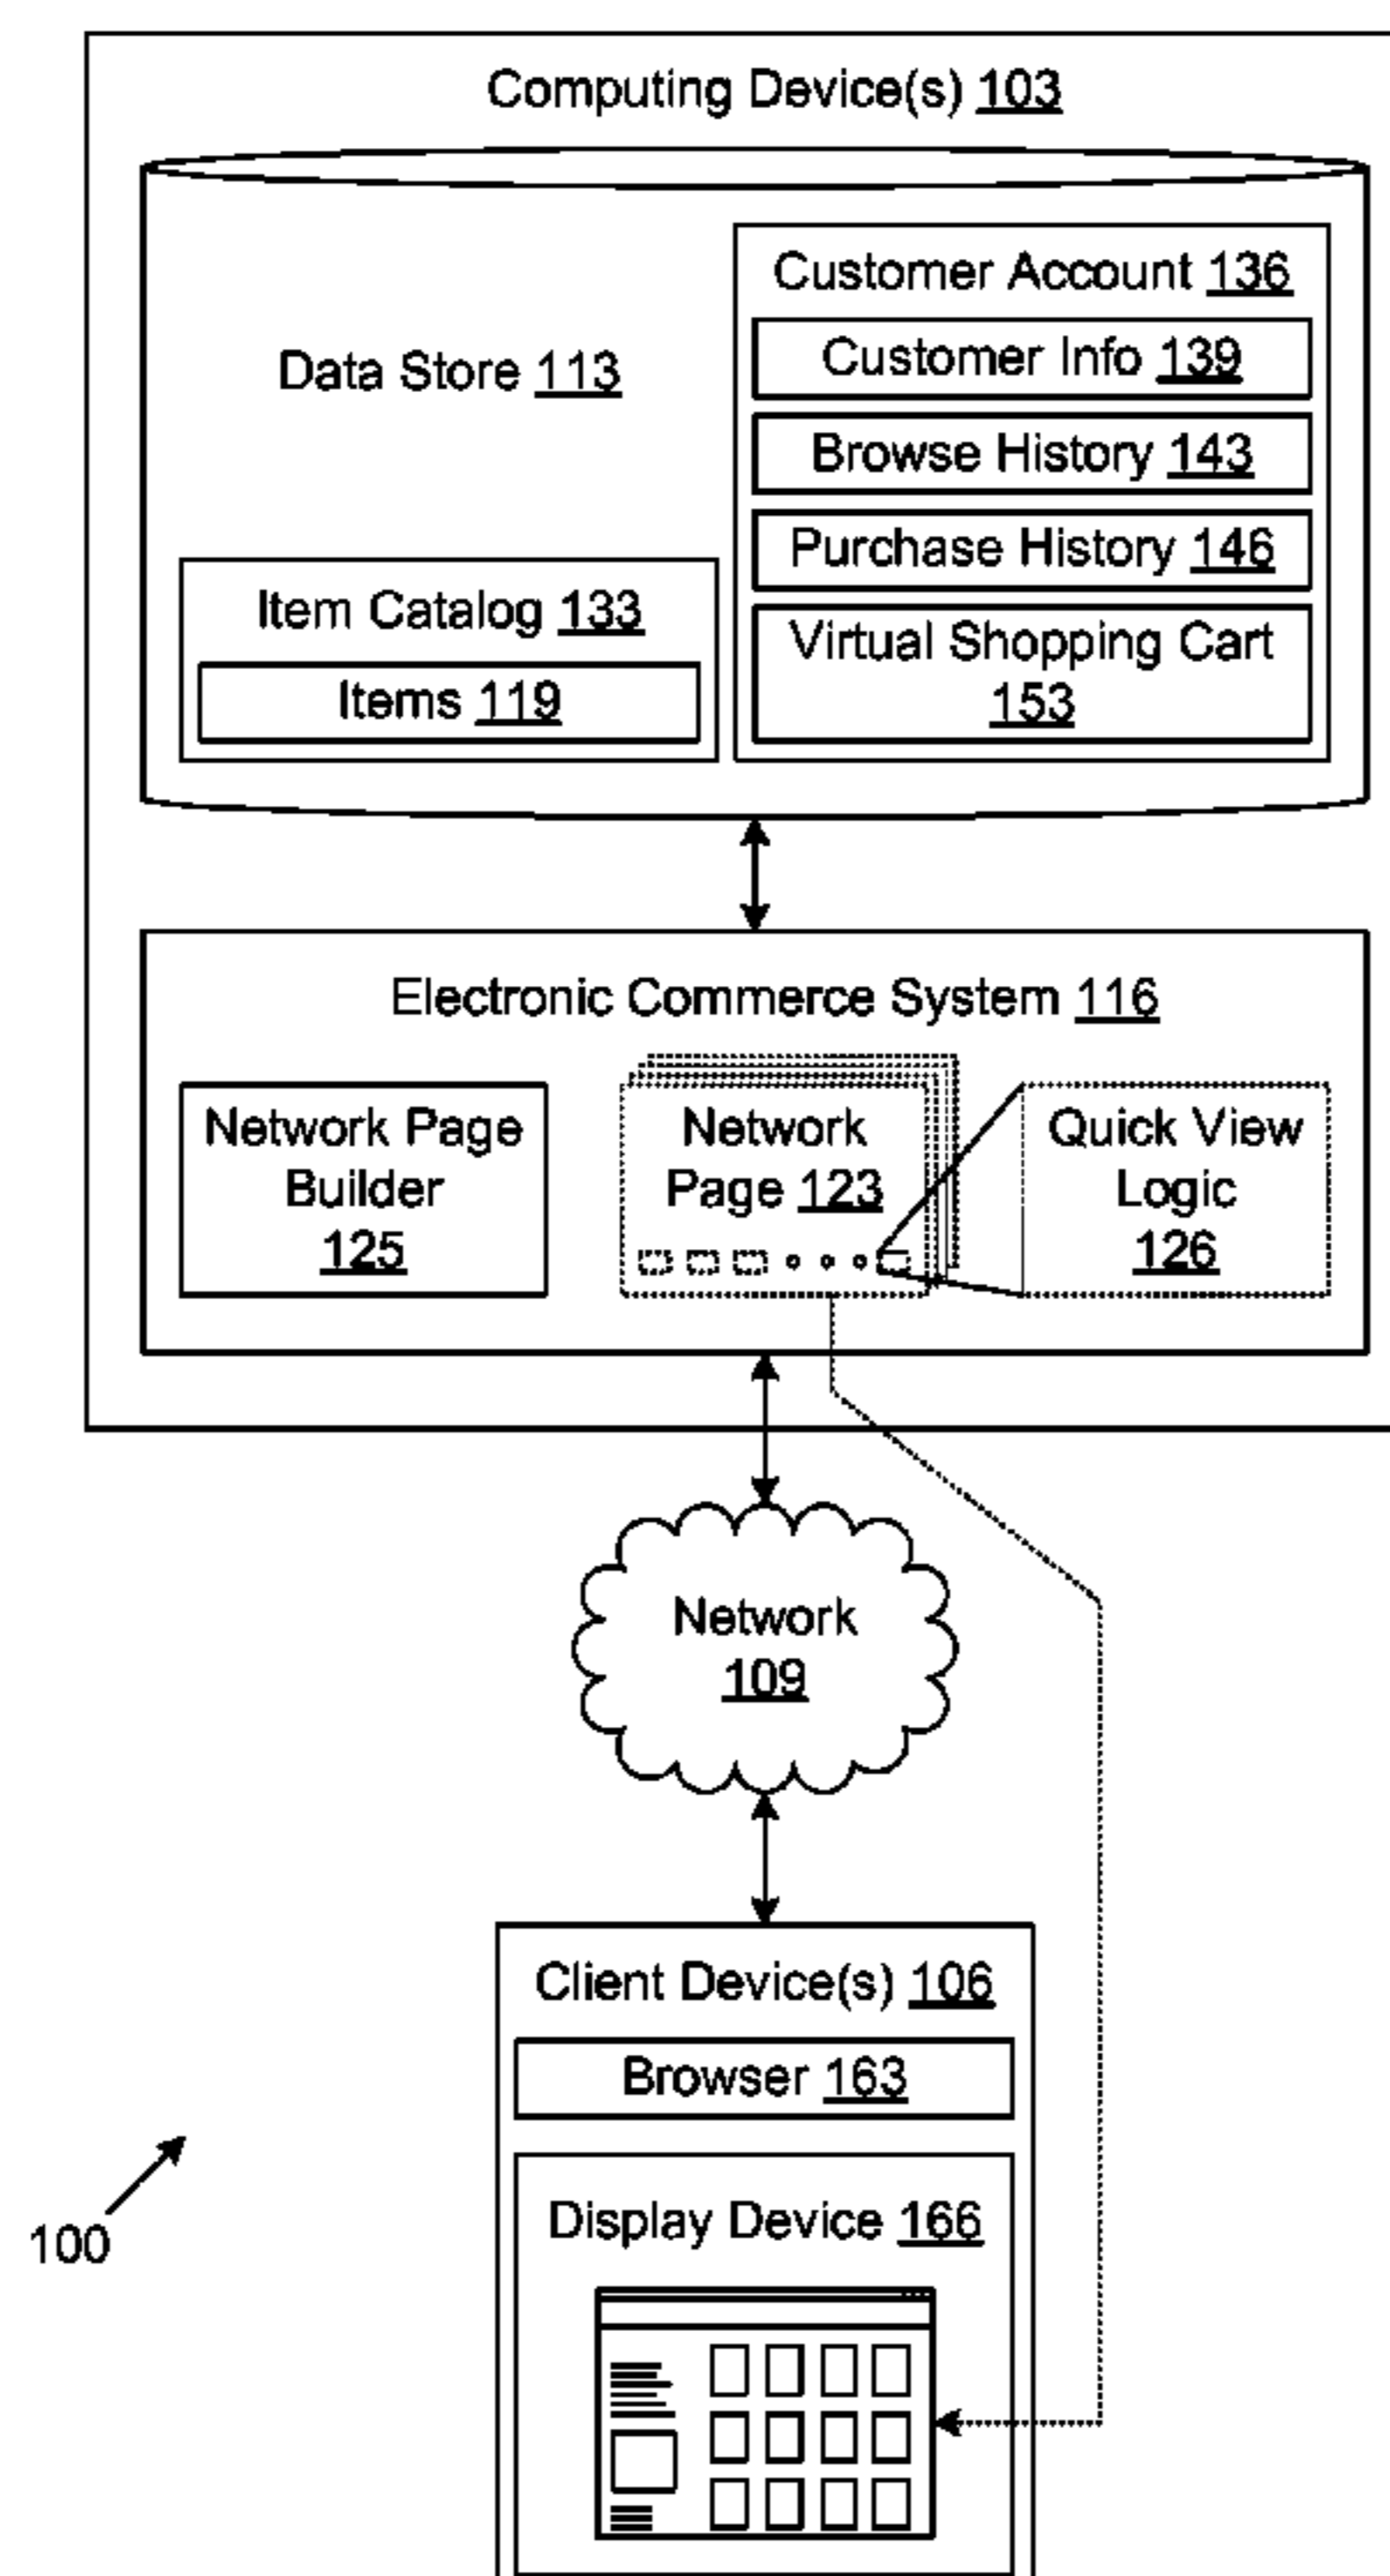 Computing Device(s) 103
Data Store 113
Customer Account 136
Customer Info 139
Browse History 143
Purchase History 146
Virtual Shopping Cart
153
Item Catalog 133
Items 119
Electronic Commerce System 116
Network Page
Builder
125
Network
Page 123
Quick View
Logic
126
Network
109
Client Device(s) 106
Browser 163
Display Device 166
100